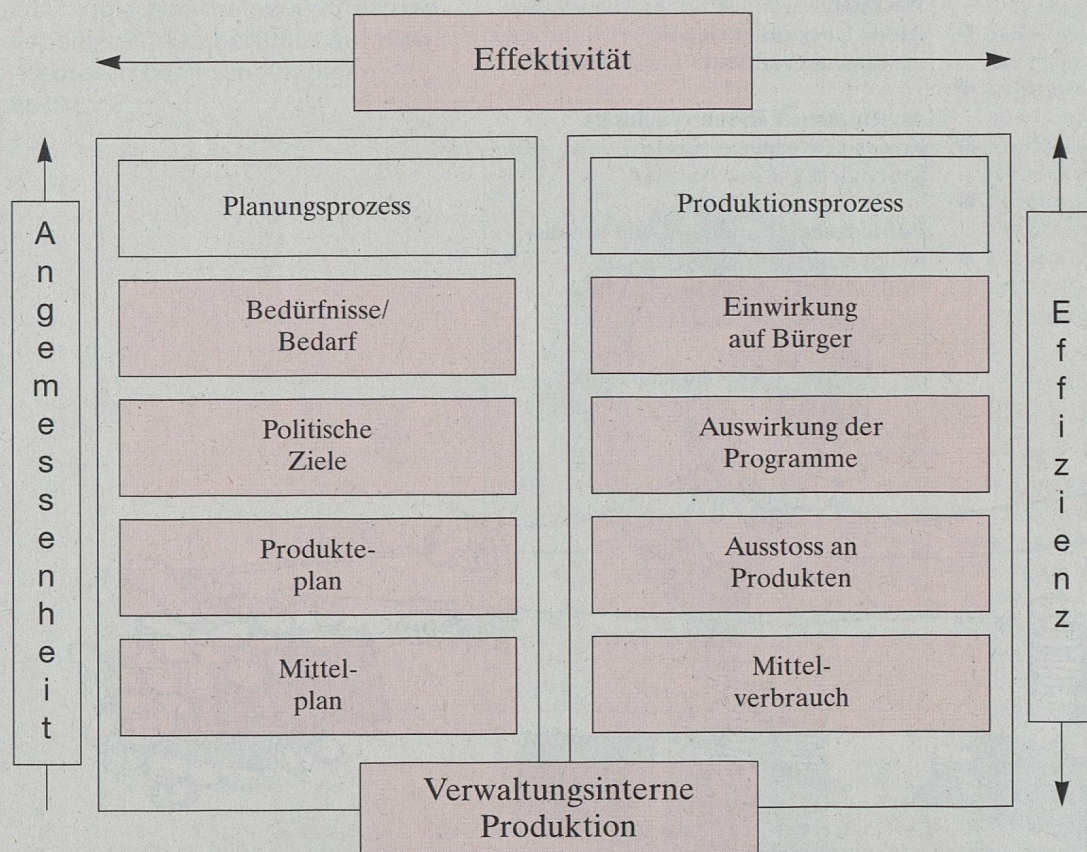 Effektivität
Angemessenheit
Planungsprozess
Bedürfnisse/
Bedarf
Politische
Ziele
Produkte-
plan
Mittel-
plan
Produktionsprozess
Einwirkung
auf Bürger
Auswirkung der
Programme
Ausstoss an
Produkten
Mittel-
verbrauch
Effizienz
Verwaltungsinterne
Produktion